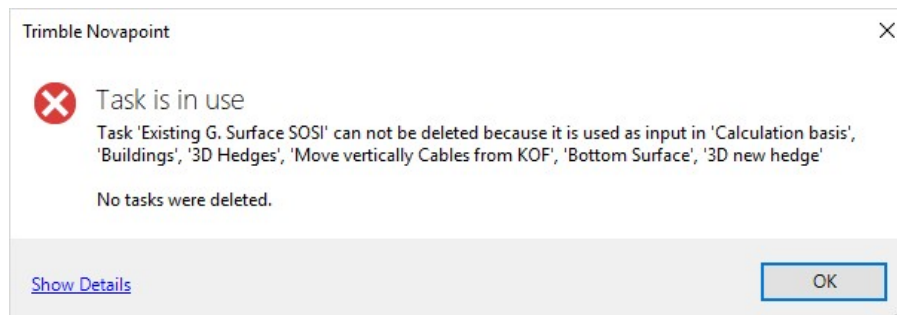 Trimble Novapoint
Task is in use
Task 'Existing G. Surface SOSI' can not be deleted because it is used as input in 'Calculation basis',
'Buildings', '3D Hedges', 'Move vertically Cables from KOF', 'Bottom Surface', '3D new hedge'
No tasks were deleted.
Show Details
OK